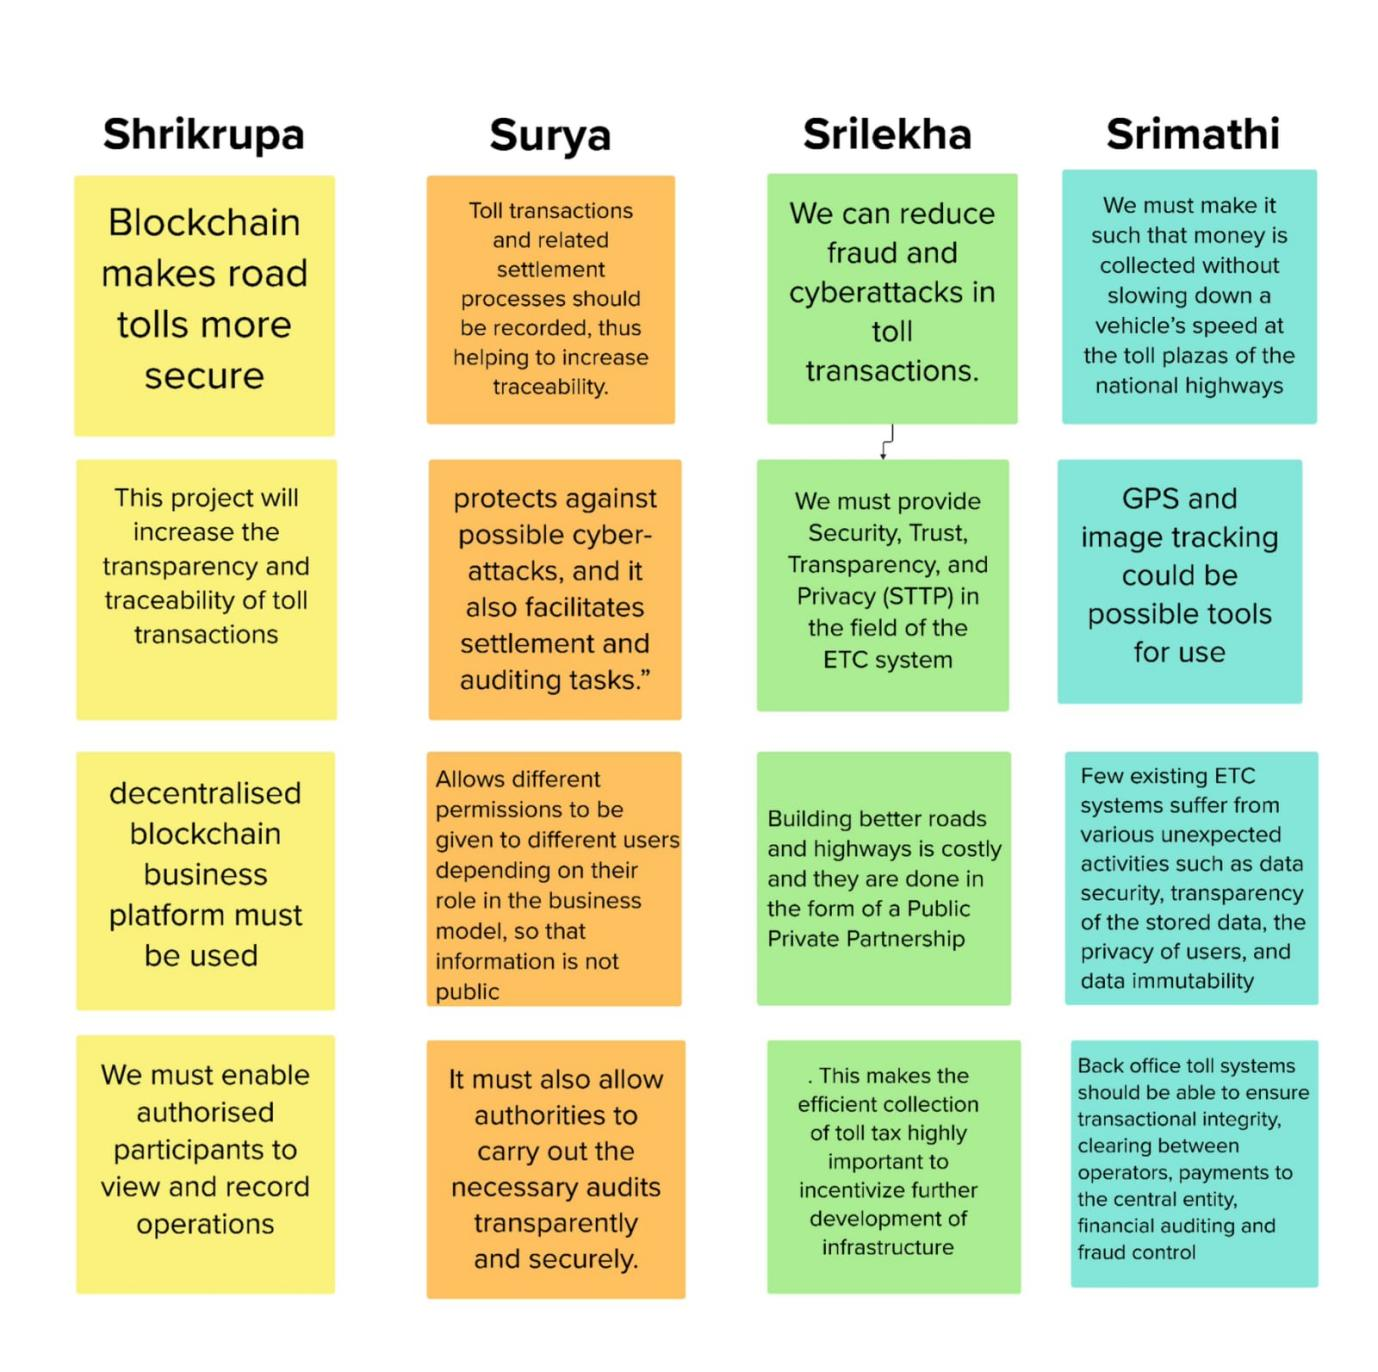 Shrikrupa
Blockchain
makes road
tolls more
secure
This project will
increase the
transparency and
traceability of toll
transactions
decentralised
blockchain
business
platform must
be used
We must enable
authorised
participants to
view and record
operations
Surya
Toll transactions
and related
settlement
processes should
be recorded, thus
helping to increase
traceability.
protects against
possible cyber-
attacks, and it
also facilitates
settlement and
auditing tasks.”
Allows different
permissions to be
given to different users
depending on their
role in the business
model, so that
information is not
public
It must also allow
authorities to
carry out the
necessary audits
transparently
and securely.
Srilekha
We can reduce
fraud and
cyberattacks in
toll
transactions.
We must provide
Security, Trust,
Transparency, and
Privacy (STTP) in
the field of the
ETC system
Building better roads
and highways is costly
and they are done in
the form of a Public
Private Partnership
. This makes the
efficient collection
of toll tax highly
important to
incentivize further
development of
infrastructure
Srimathi
We must make it
such that money is
collected without
slowing down a
vehicle’s speed at
the toll plazas of the
national highways
GPS and
image tracking
could be
possible tools
for use
Few existing ETC
systems suffer from
various unexpected
activities such as data
security, transparency
of the stored data, the
privacy of users, and
data immutability
Back office toll systems
should be able to ensure
transactional integrity,
clearing between
operators, payments to
the central entity,
financial auditing and
fraud control